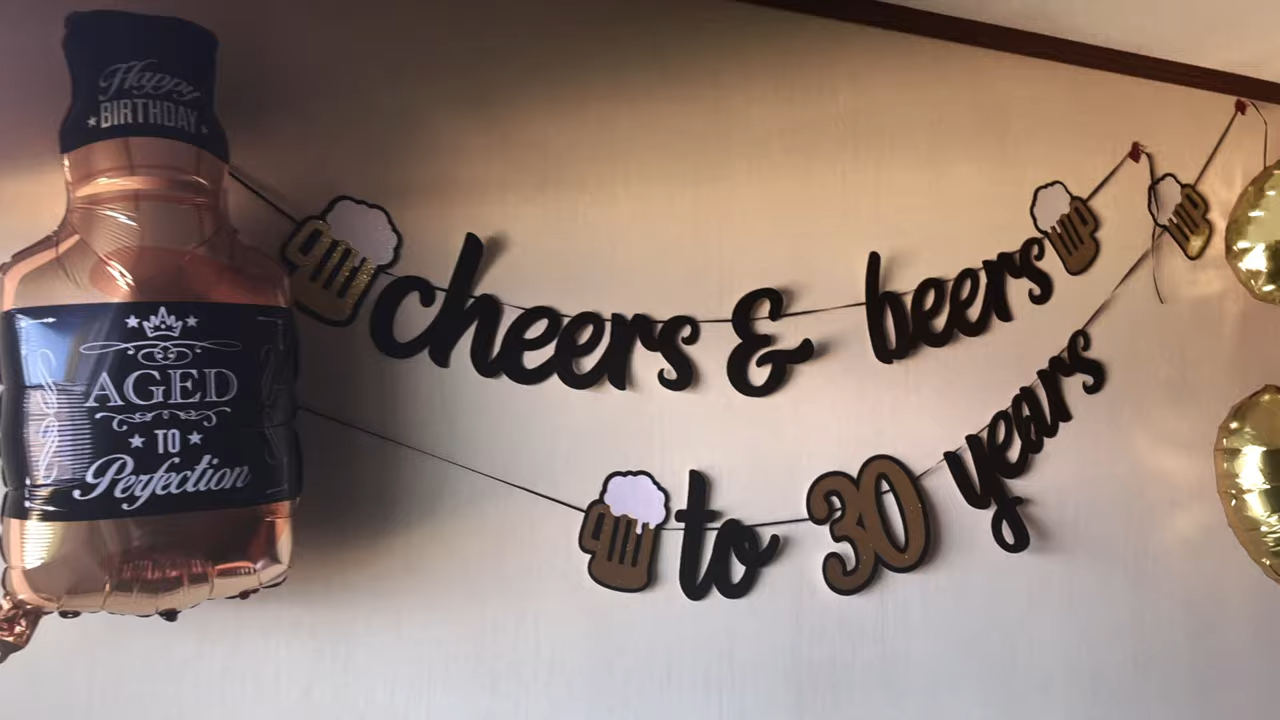 Happy
BIRTHDAY
AGED
TO
Perfection
cheers & beers
to 30 years